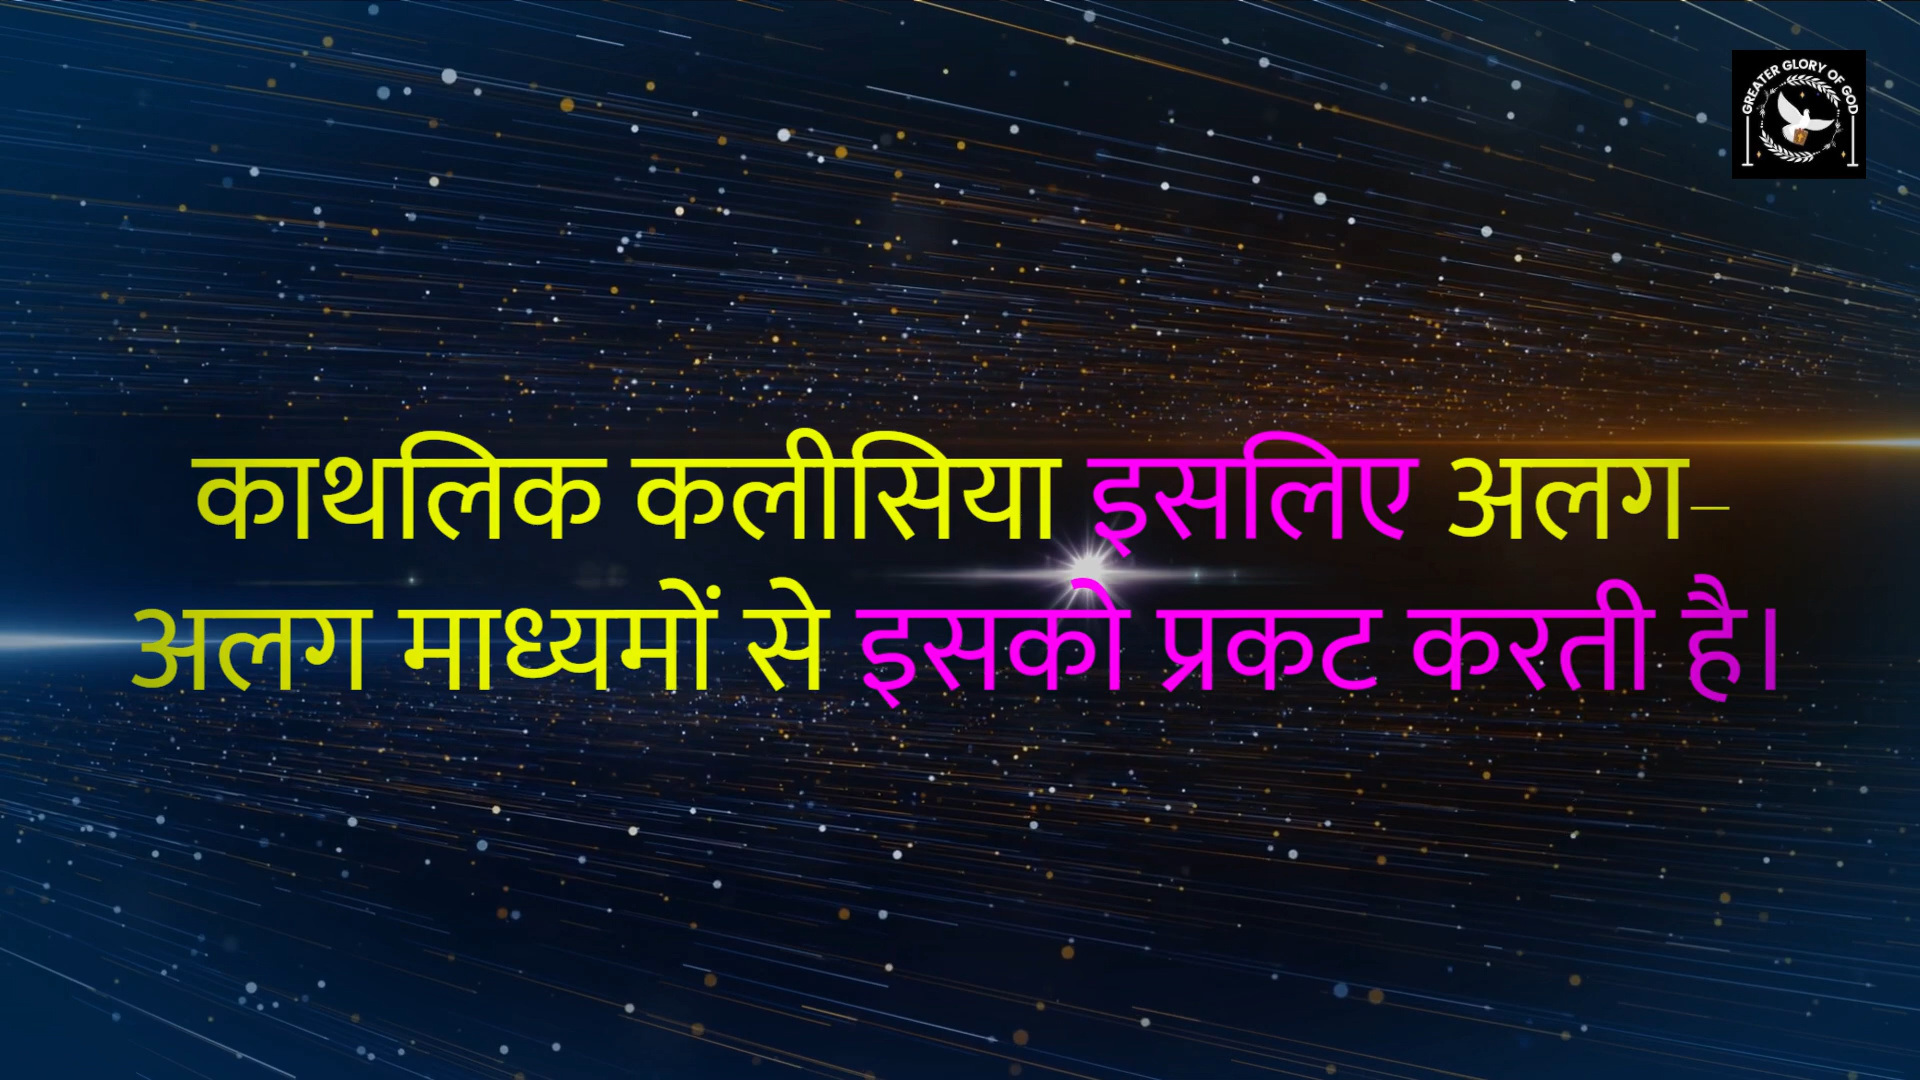 GREATER GLORY OF GOD
काथलिक कलीसिया इसलिए अलग-
अलग माध्यमों से इसको प्रकट करती है।